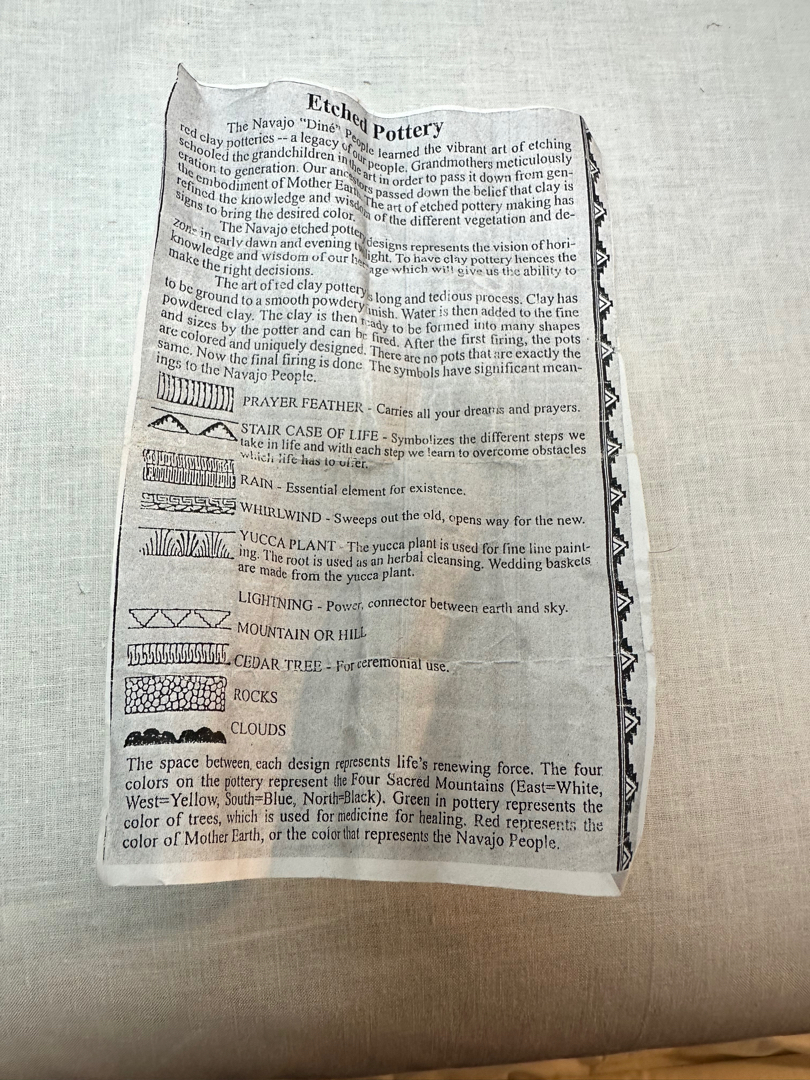 Etched Pottery
The Navajo "Diné" People learned the vibrant art of etching
red clay potteries -- a legacy of our people. Grandmothers meticulously
schooled the grandchildren in the art in order to pass it down from gen-
eration to generation. Our ancestors passed down the belief that clay is
the embodiment of Mother Earth. The art of etched pottery making has
refined the knowledge and wisdom of the different vegetation and de-
signs to bring the desired color.
The Navajo etched pottery designs represents the vision of hori-
zons in early dawn and evening twilight. To have clay pottery hences the
knowledge and wisdom of our heritage which will give us the ability to
make the right decisions.
The art of red clay pottery is long and tedious process. Clay has
to be ground to a smooth powdery finish. Water is then added to the fine
powdered clay. The clay is then ready to be formed into many shapes
and sizes by the potter and can be fired. After the first firing, the pots
are colored and uniquely designed. There are no pots that are exactly the
same. Now the final firing is done. The symbols have significant mean-
ings to the Navajo People.
PRAYER FEATHER - Carries all your dreams and prayers.
STAIR CASE OF LIFE - Symbolizes the different steps we
take in life and with each step we learn to overcome obstacles
which life has to offer.
RAIN - Essential element for existence.
WHIRLWIND - Sweeps out the old, opens way for the new.
YUCCA PLANT - The yucca plant is used for fine line paint-
ing. The root is used as an herbal cleansing. Wedding baskets
are made from the yucca plant.
LIGHTNING - Power, connector between earth and sky.
MOUNTAIN OR HILL
CEDAR TREE - For ceremonial use.
ROCKS
CLOUDS
The space between each design represents life's renewing force. The four
colors on the pottery represent the Four Sacred Mountains (East=White,
West=Yellow, South=Blue, North=Black). Green in pottery represents the
color of trees, which is used for medicine for healing. Red represents the
color of Mother Earth, or the color that represents the Navajo People.